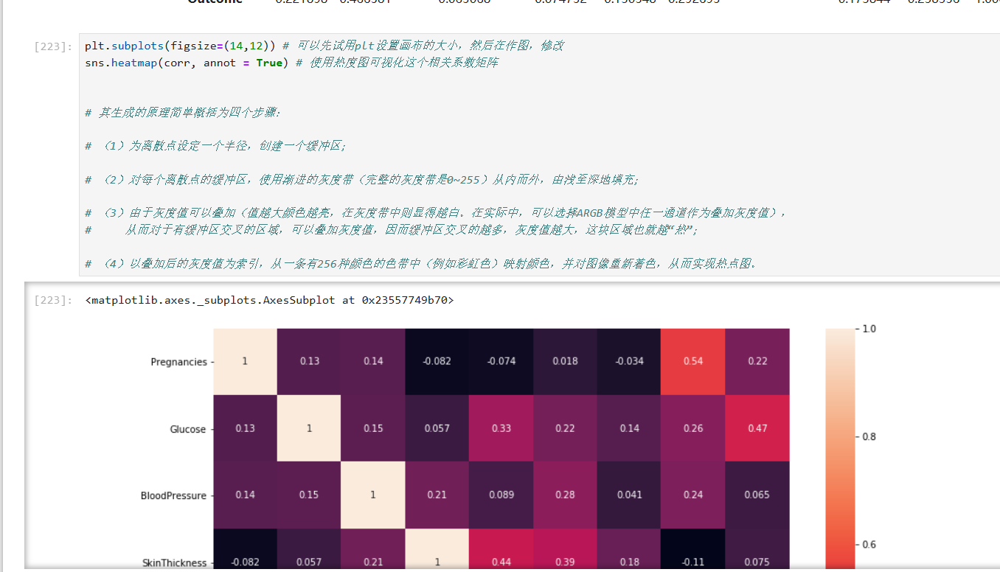 Outcome 0.221898 0.466581 0.065068 0.074752 0.130548 0.292695 0.173844 0.238356 1.000
[223]: plt.subplots(figsize=(14,12)) # 可以先试用plt设置画布的大小，然后在作图，修改
sns.heatmap(corr, annot = True) # 使用热度图可视化这个相关系数矩阵
# 其生成的原理简单概括为四个步骤：
# （1）为离散点设定一个半径，创建一个缓冲区；
# （2）对每个离散点的缓冲区，使用渐进的灰度带（完整的灰度带是0~255）从内而外，由浅至深地填充；
# （3）由于灰度值可以叠加（值越大颜色越亮，在灰度带中则显得越白。在实际中，可以选择ARGB模型中任一通道作为叠加灰度值），
# 从而对于有缓冲区交叉的区域，可以叠加灰度值，因而缓冲区交叉的越多，灰度值越大，这块区域也就越“热”；
# （4）以叠加后的灰度值为索引，从一条有256种颜色的色带中（例如彩虹色）映射颜色，并对图像重新着色，从而实现热点图。
[223]: <matplotlib.axes._subplots.AxesSubplot at 0x23557749b70>
1.0
Pregnancies 1 0.13 0.14 -0.082 -0.074 0.018 -0.034 0.54 0.22
Glucose 0.13 1 0.15 0.057 0.33 0.22 0.14 0.26 0.47
0.8
BloodPressure 0.14 0.15 1 0.21 0.089 0.28 0.041 0.24 0.065
0.6
SkinThickness -0.082 0.057 0.21 1 0.44 0.39 0.18 -0.11 0.075